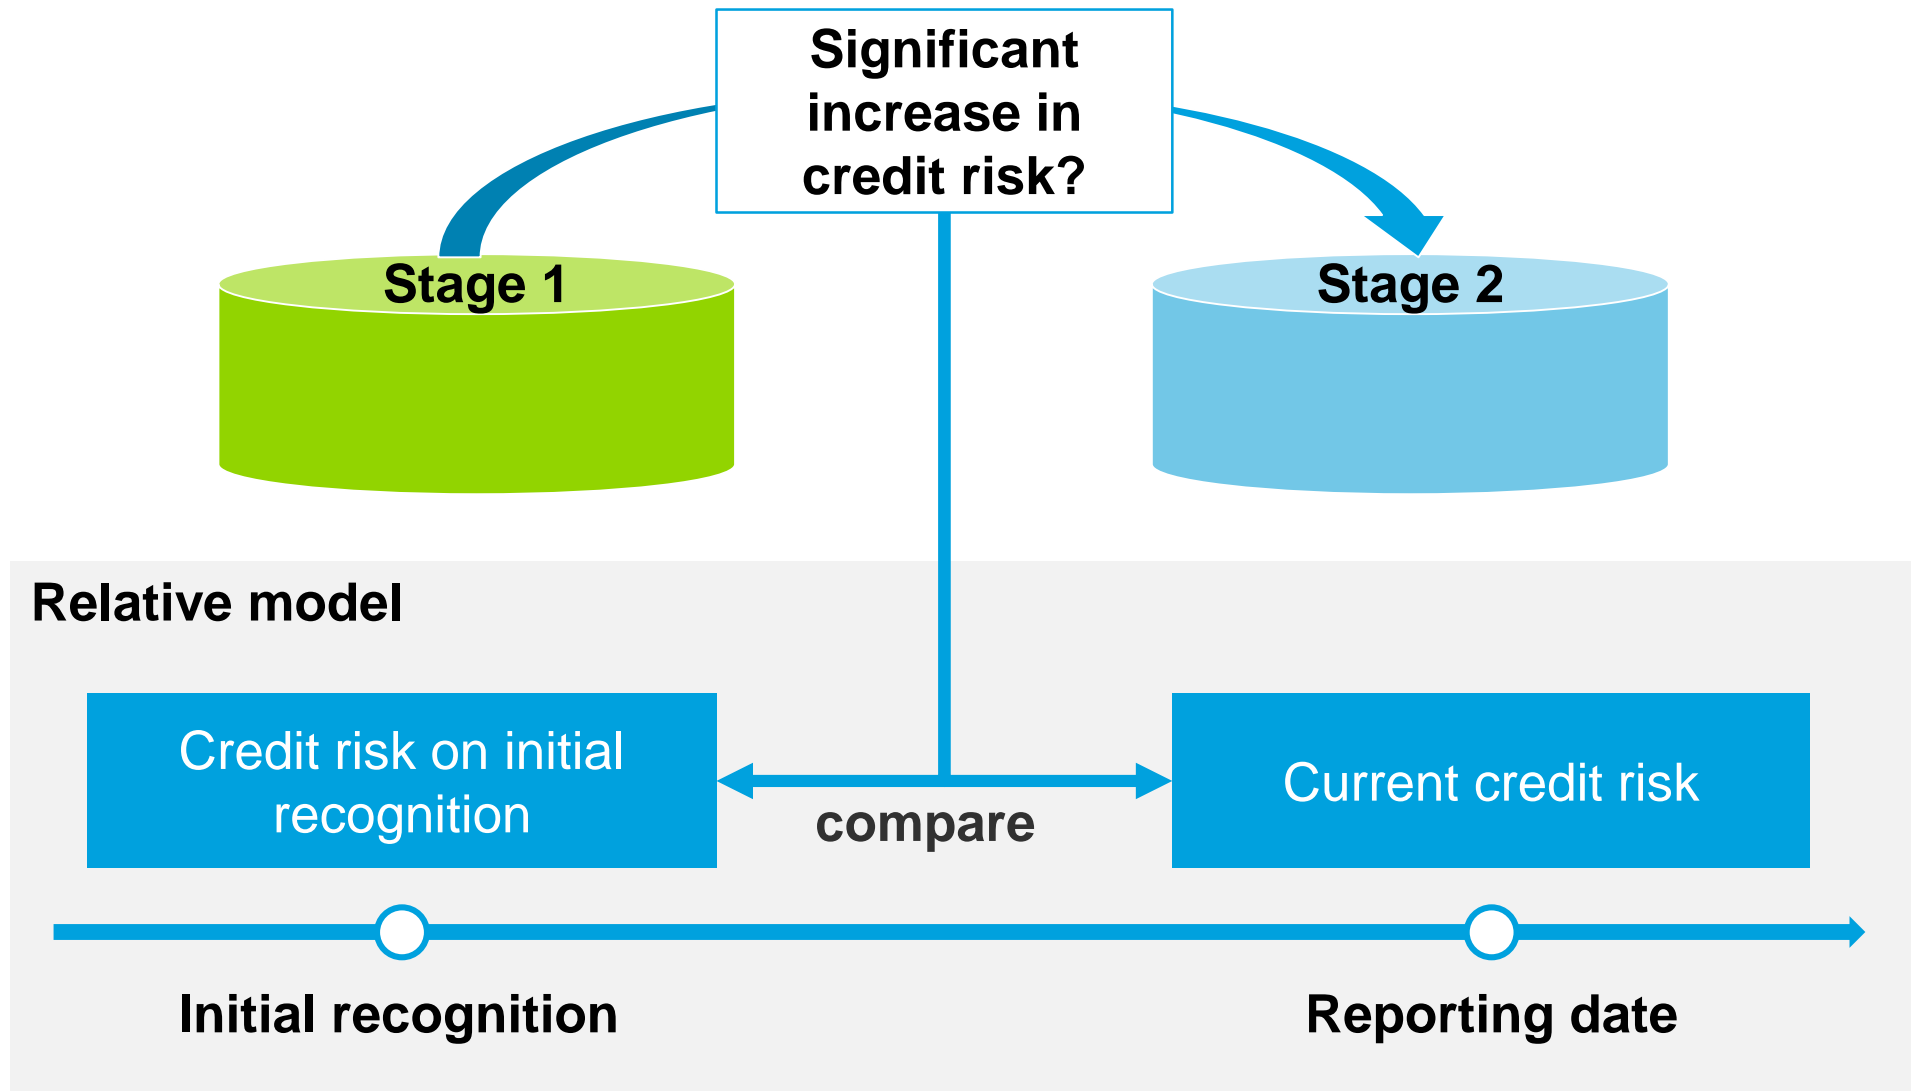 Significant
increase in
credit risk?
Stage 1
Stage 2
Relative model
Credit risk on initial
recognition
compare
Current credit risk
Initial recognition
Reporting date